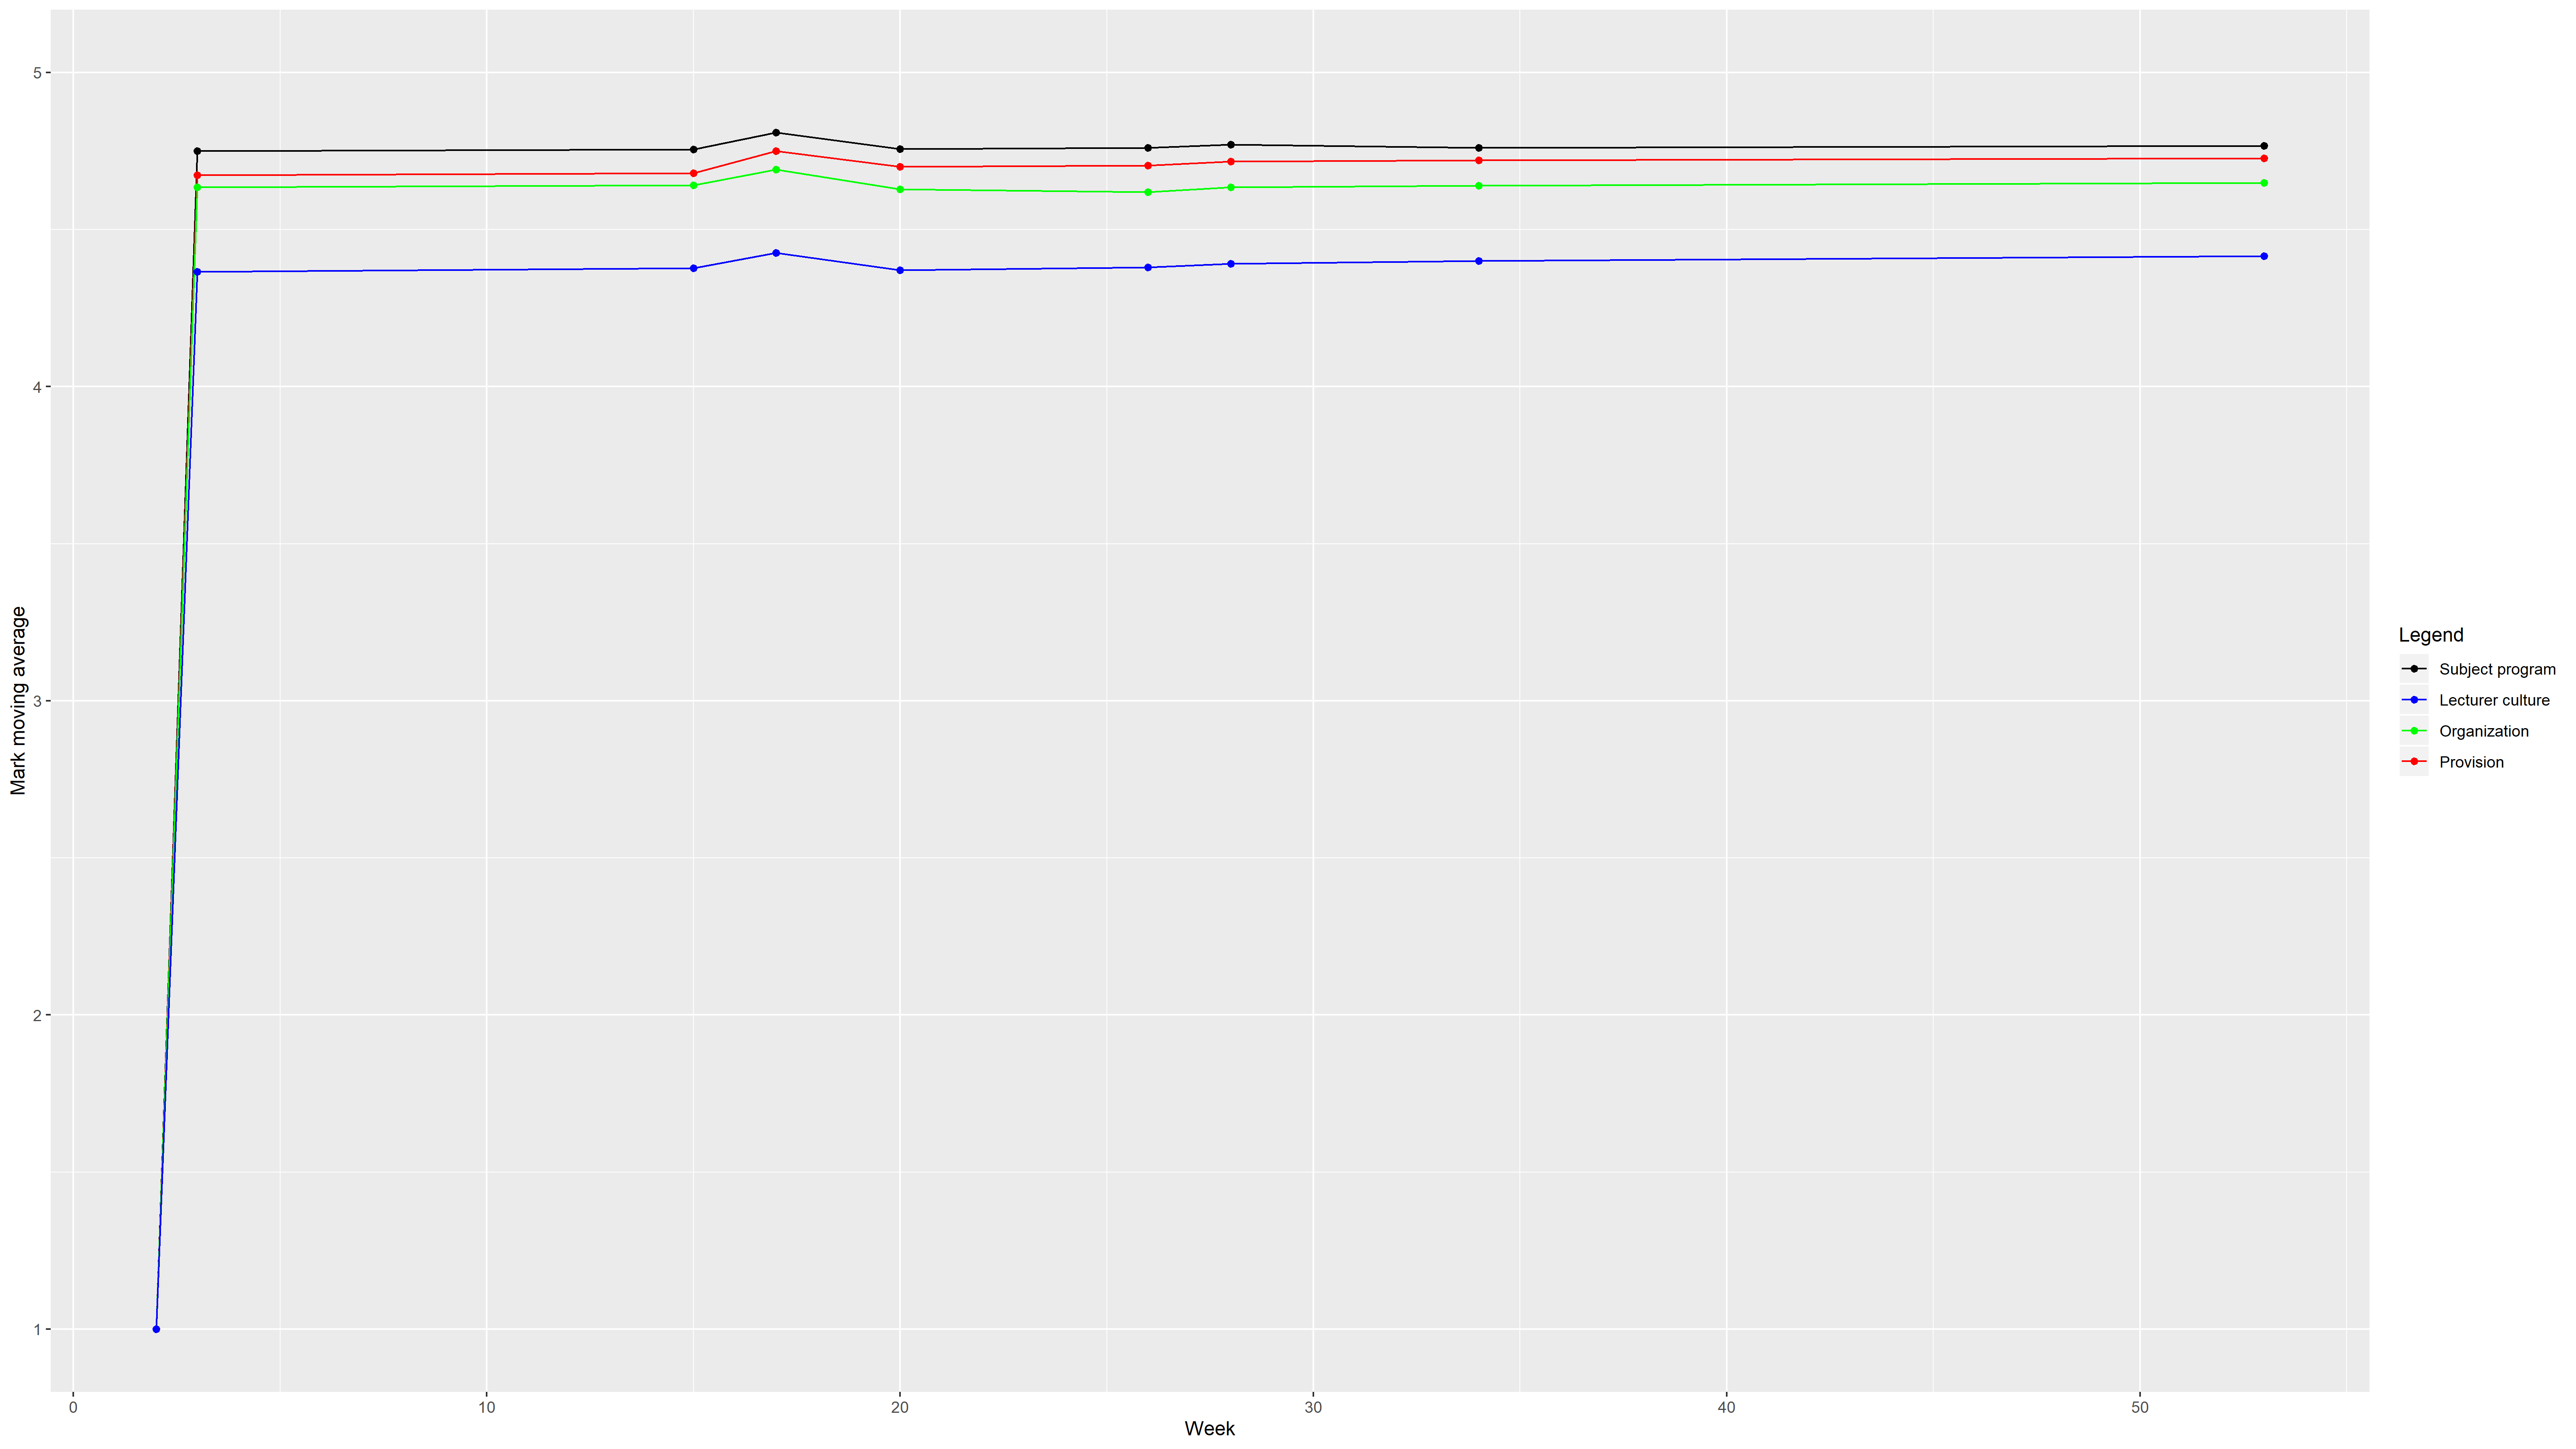 5
4
3
2
1
Mark moving average
0 10 20 30 40 50
Week
Legend
Subject program
Lecturer culture
Organization
Provision